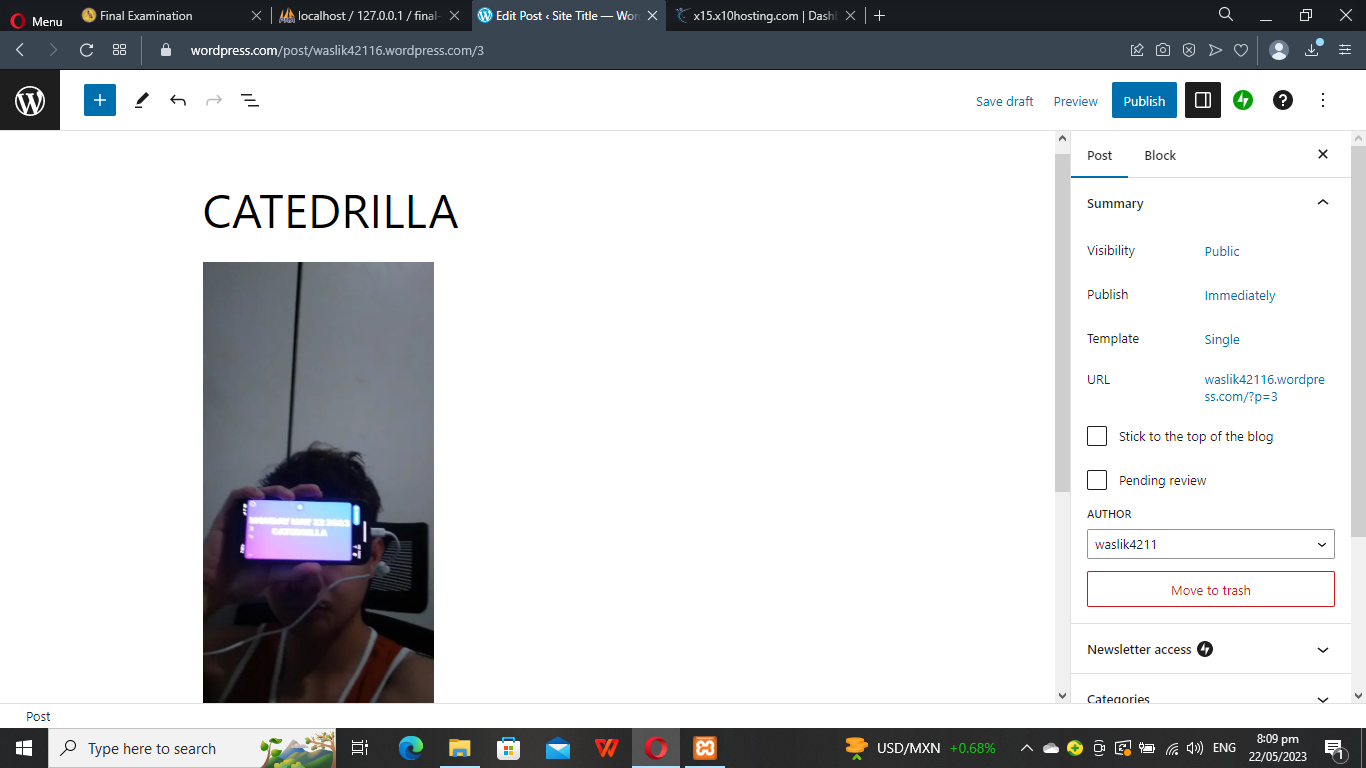 Menu
Final Examination
localhost / 127.0.0.1 / final-
Edit Post ‹ Site Title — Wor
x15.x10hosting.com | Dash
wordpress.com/post/waslik42116.wordpress.com/3
Save draft
Preview
Publish
CATEDRILLA
MONDAY MAY 22 2023
CATEDRILLA
Post
Block
Summary
Visibility
Public
Publish
Immediately
Template
Single
URL
waslik42116.wordpre
ss.com/?p=3
Stick to the top of the blog
Pending review
AUTHOR
waslik4211
Move to trash
Newsletter access
Categories
Post
Type here to search
USD/MXN +0.68%
ENG
8:09 pm
22/05/2023
1